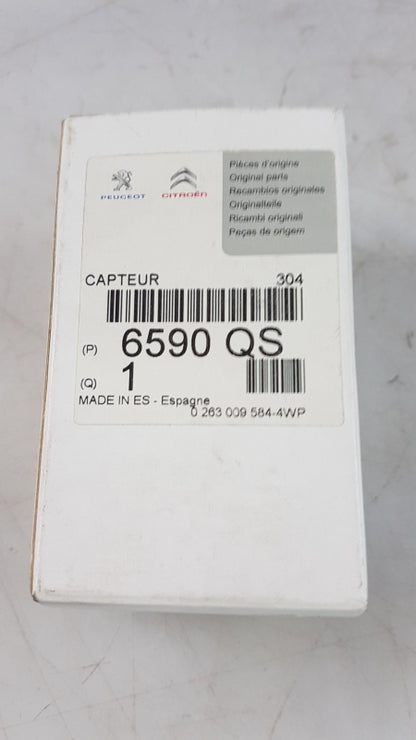 PEUGEOT
CITROËN
Pièces d'origine
Original parts
Recambios originales
Originalteile
Ricambi originali
Peças de origem
CAPTEUR 304
(P) 6590 QS
(Q) 1
MADE IN ES - Espagne
0 263 009 584-4WP